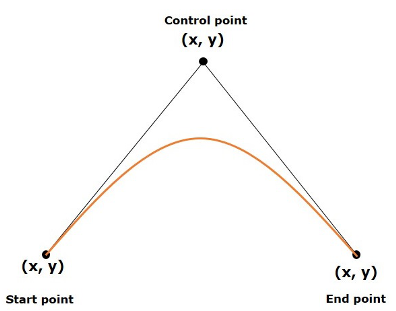 Control point
(x, y)
(x, y)
(x, y)
Start point
End point